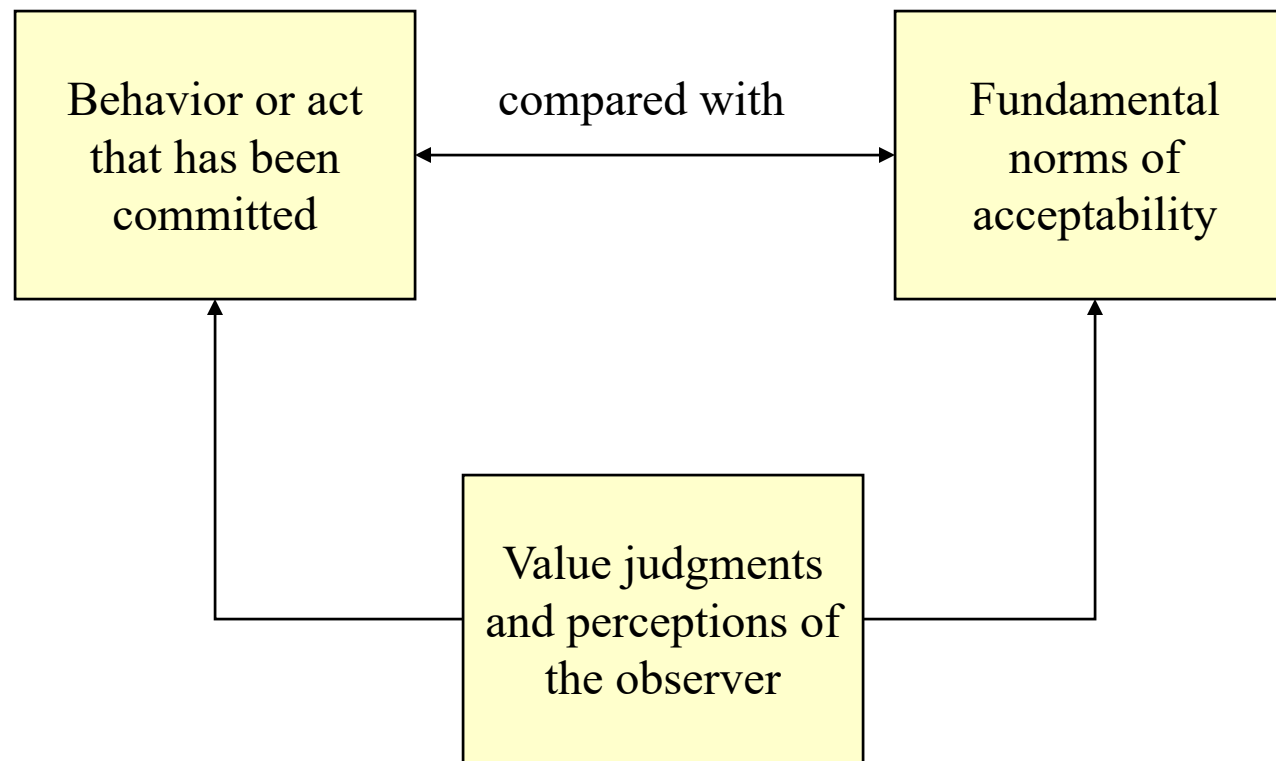 Behavior or act
that has been
committed
compared with
Fundamental
norms of
acceptability
Value judgments
and perceptions of
the observer